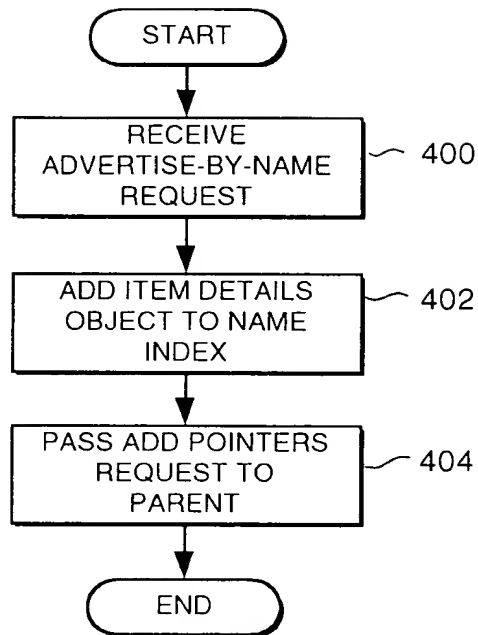 START
RECEIVE
ADVERTISE-BY-NAME
REQUEST
400
ADD ITEM DETAILS
OBJECT TO NAME
INDEX
402
PASS ADD POINTERS
REQUEST TO
PARENT
404
END